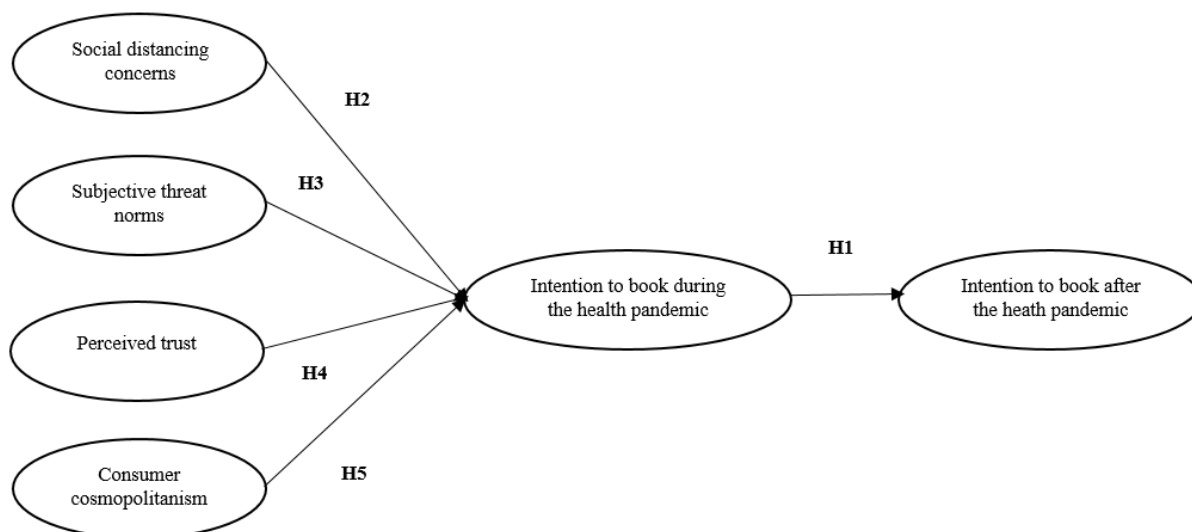 Social distancing
concerns
H2
Subjective threat
norms
H3
Perceived trust
H4
Consumer
cosmopolitanism
H5
Intention to book during
the health pandemic
H1
Intention to book after
the heath pandemic